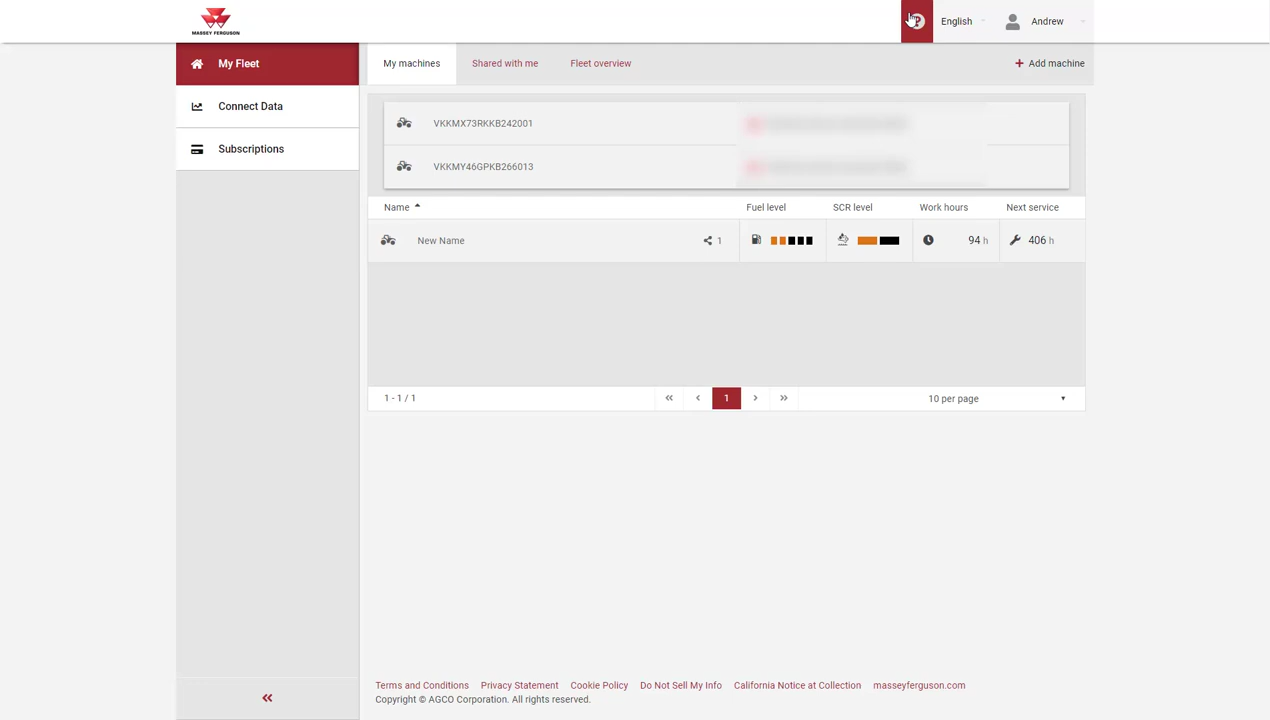 MASSEY FERGUSON
English
Andrew
My Fleet
Connect Data
Subscriptions
My machines
Shared with me
Fleet overview
+ Add machine
VKKMX73RKKB242001
VKKMY46GPKB266013
Name
Fuel level
SCR level
Work hours
Next service
New Name
1
94 h
406 h
1 - 1 / 1
1
10 per page
Terms and Conditions Privacy Statement Cookie Policy Do Not Sell My Info California Notice at Collection masseyferguson.com
Copyright © AGCO Corporation. All rights reserved.